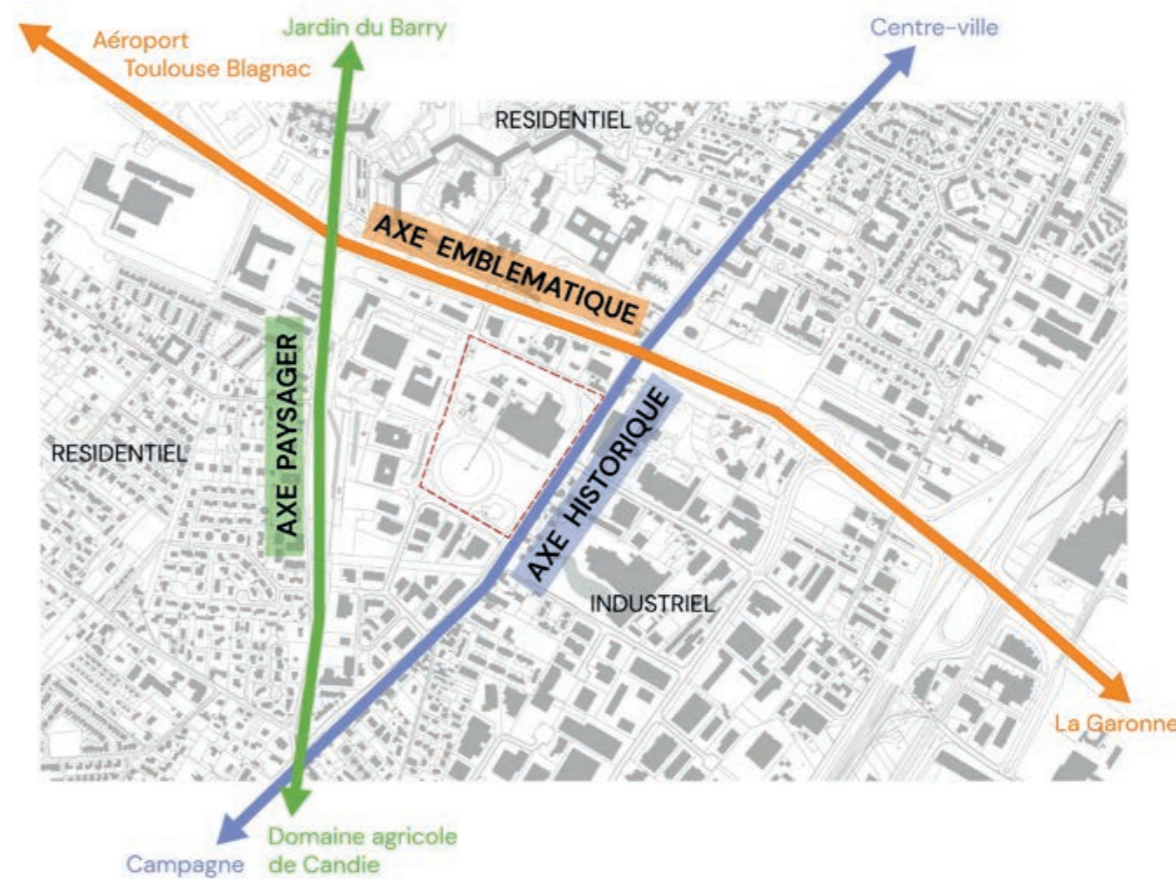 Aéroport
Toulouse Blagnac
Jardin du Barry
Centre-ville
RESIDENTIEL
AXE EMBLEMATIQUE
AXE PAYSAGER
AXE HISTORIQUE
RESIDENTIEL
INDUSTRIEL
La Garonne
Domaine agricole
de Candie
Campagne